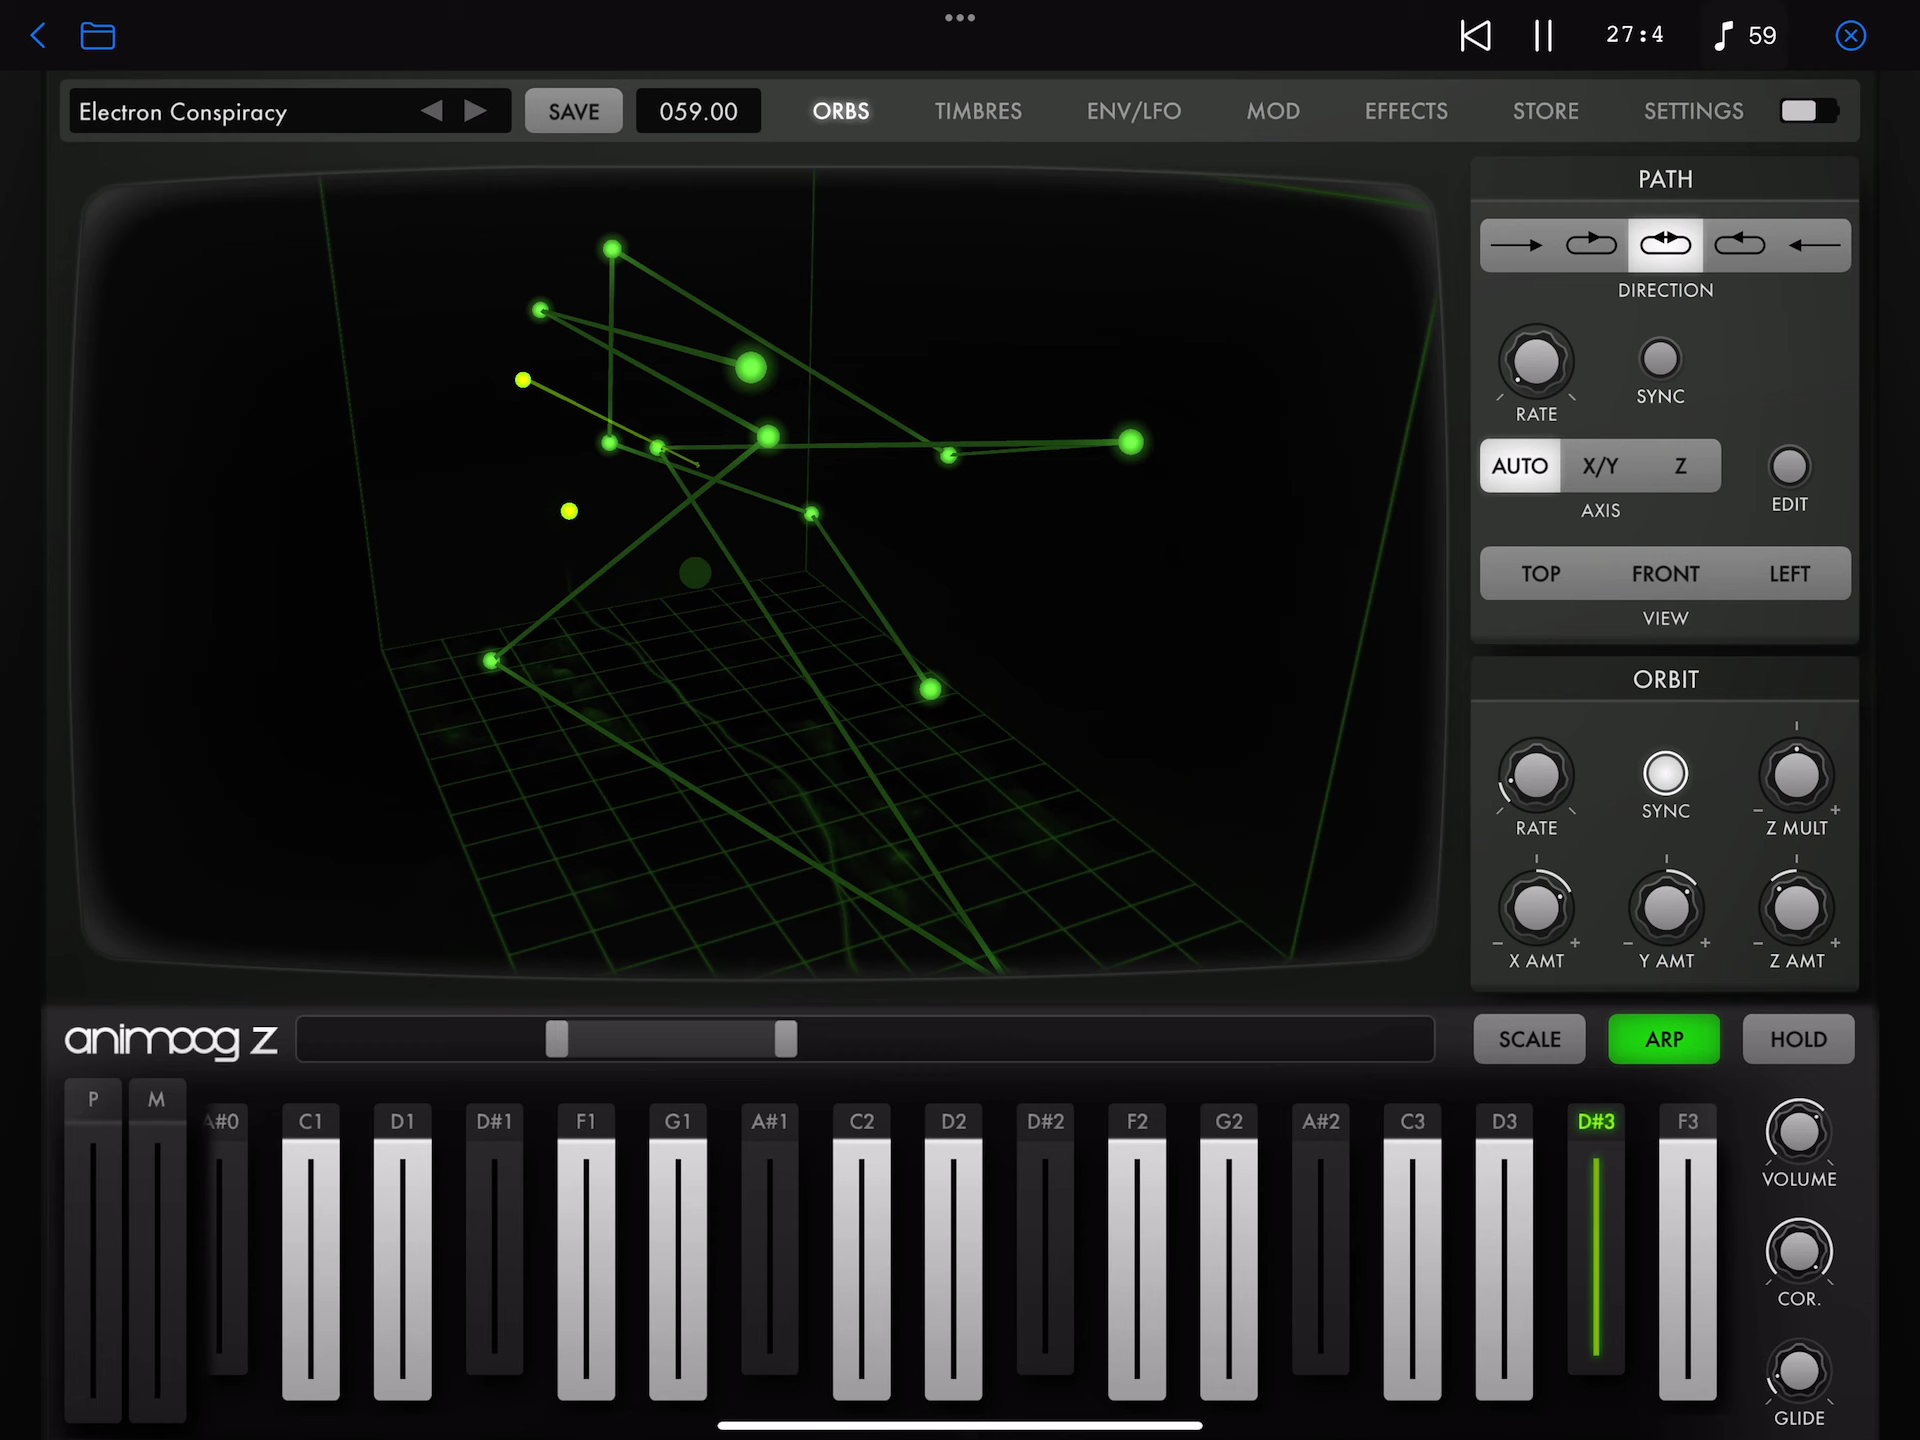 27:4 59
Electron Conspiracy SAVE 059.00 ORBS TIMBRES ENV/LFO MOD EFFECTS STORE SETTINGS
PATH
DIRECTION
RATE SYNC
AUTO X/Y Z
AXIS EDIT
TOP FRONT LEFT
VIEW
ORBIT
RATE SYNC - + Z MULT
- + X AMT - + Y AMT - + Z AMT
animoog Z SCALE ARP HOLD
P M A#0 C1 D1 D#1 F1 G1 A#1 C2 D2 D#2 F2 G2 A#2 C3 D3 D#3 F3
VOLUME
COR.
GLIDE